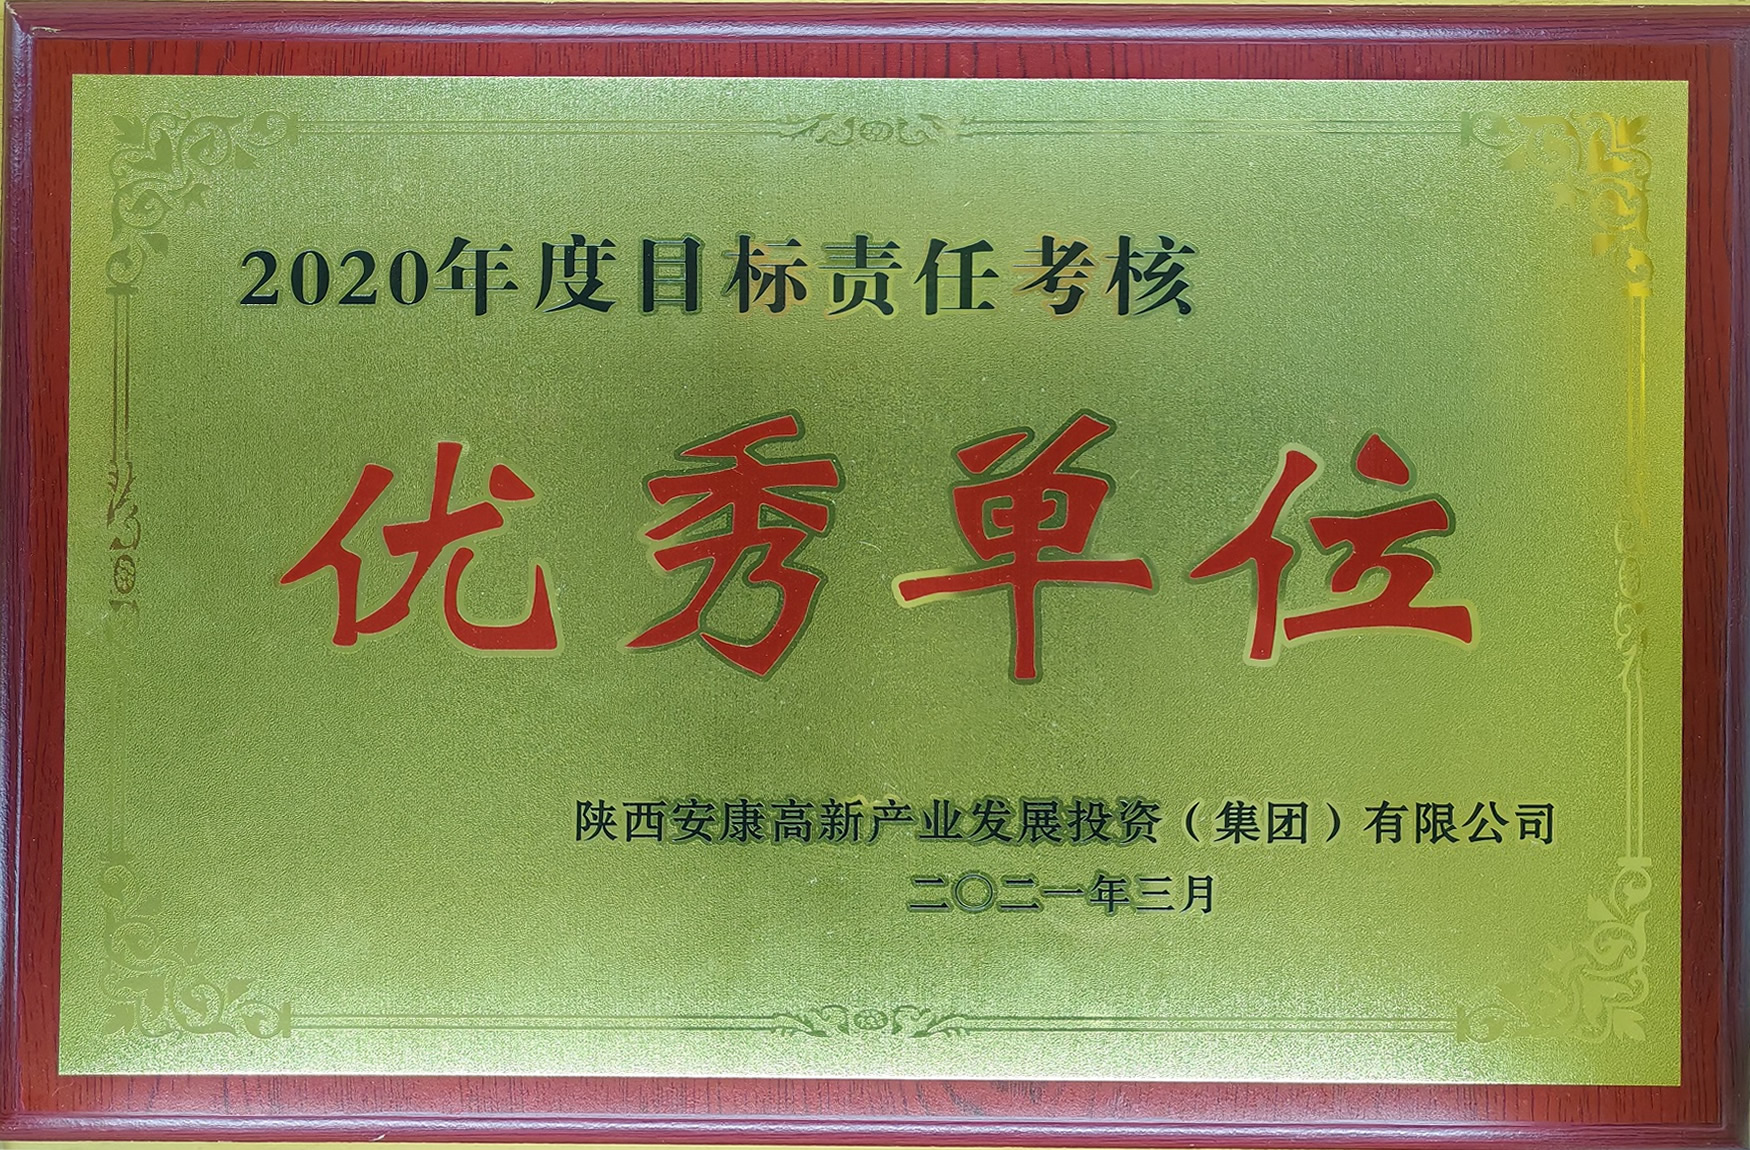 2020年度目标责任考核
优秀单位
陕西安康高新产业发展投资（集团）有限公司
二〇二一年三月